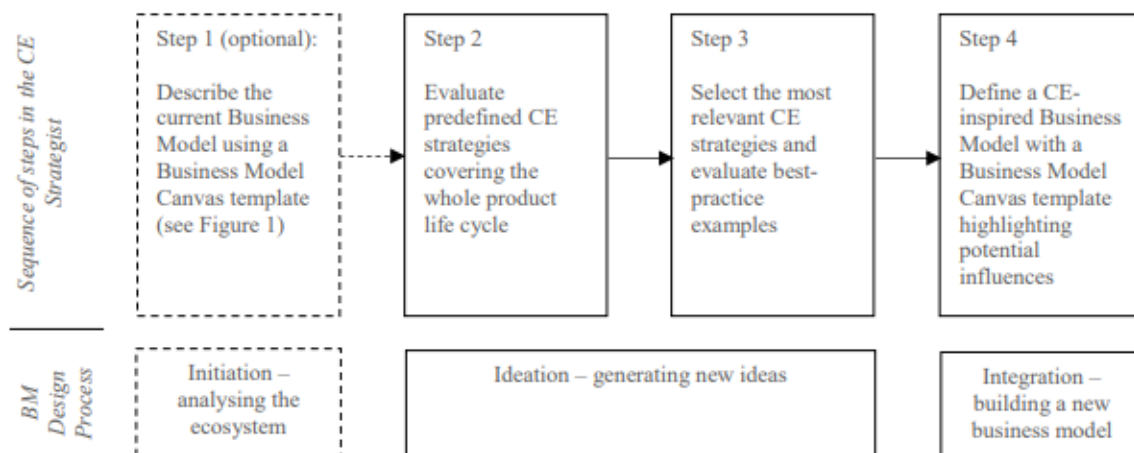 Sequence of steps in the CE
Strategist
Step 1 (optional):
Describe the
current Business
Model using a
Business Model
Canvas template
(see Figure 1)
Step 2
Evaluate
predefined CE
strategies
covering the
whole product
life cycle
Step 3
Select the most
relevant CE
strategies and
evaluate best-
practice
examples
Step 4
Define a CE-
inspired Business
Model with a
Business Model
Canvas template
highlighting
potential
influences
BM
Design
Process
Initiation –
analysing the
ecosystem
Ideation – generating new ideas
Integration –
building a new
business model